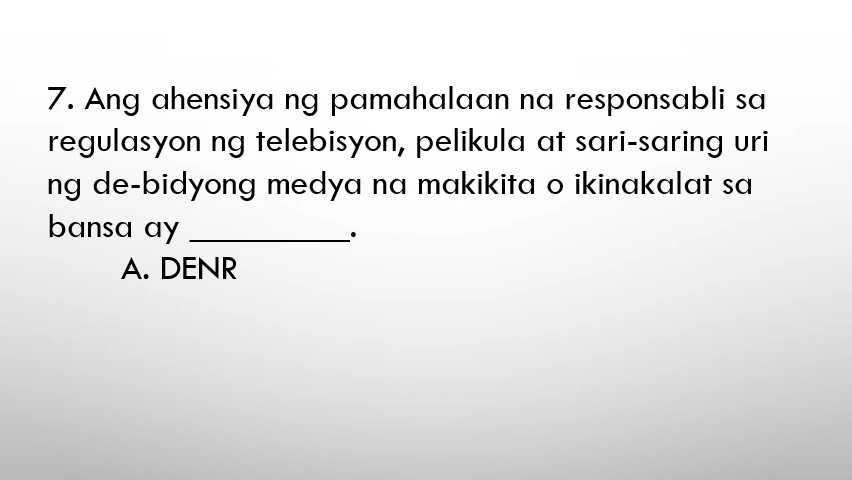 7. Ang ahensiya ng pamahalaan na responsabli sa
regulasyon ng telebisyon, pelikula at sari-saring uri
ng de-bidyong medya na makikita o ikinakalat sa
bansa ay __________.
A. DENR